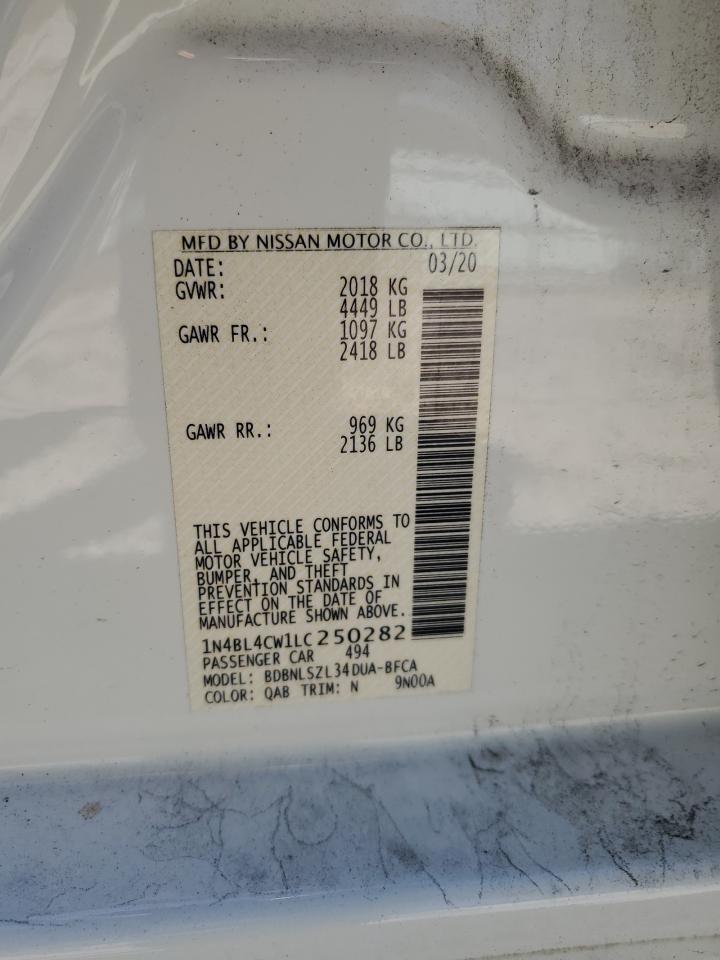 MFD BY NISSAN MOTOR CO., LTD.
DATE: 03/20
GVWR: 2018 KG
4449 LB
GAWR FR.: 1097 KG
2418 LB
GAWR RR.: 969 KG
2136 LB
THIS VEHICLE CONFORMS TO
ALL APPLICABLE FEDERAL
MOTOR VEHICLE SAFETY,
BUMPER, AND THEFT
PREVENTION STANDARDS IN
EFFECT ON THE DATE OF
MANUFACTURE SHOWN ABOVE.
1N4BL4CW1LC250282
PASSENGER CAR 494
MODEL: BDBNLSZL34DUA-BFCA
COLOR: QAB TRIM: N 9N00A